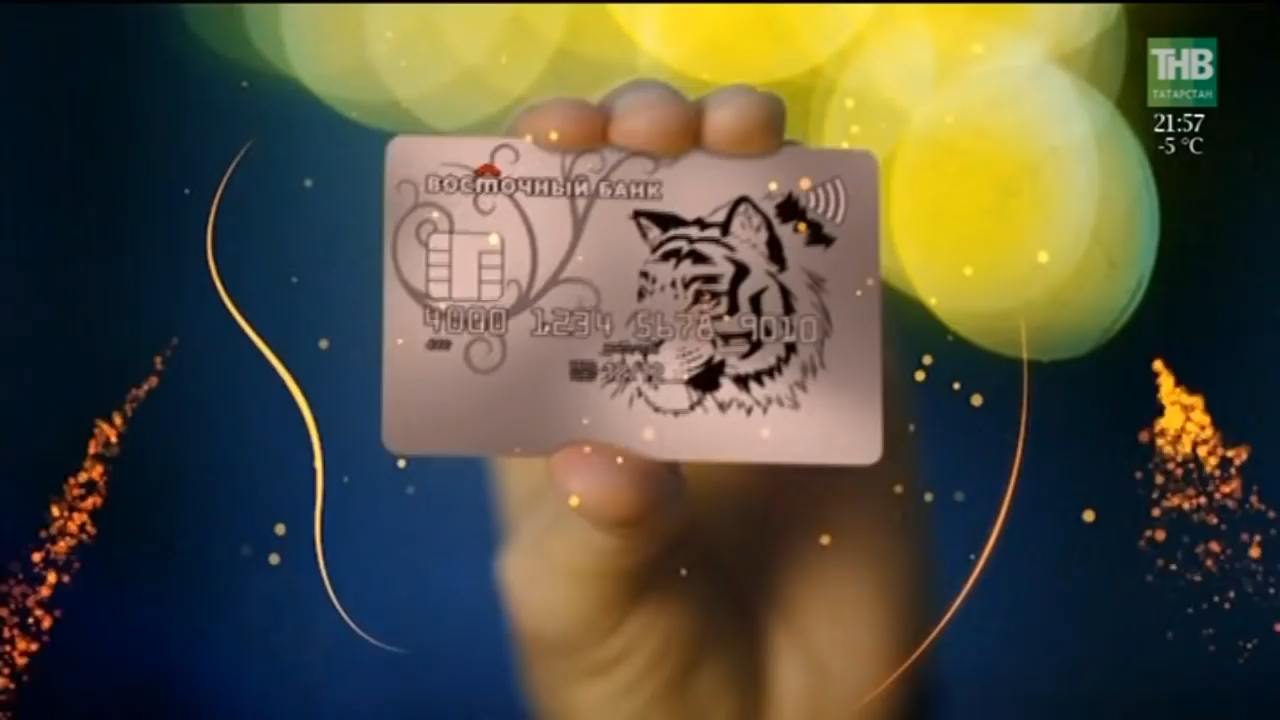 ТНВ
ТАТАРСТАН
21:57
-5 °C
ВОСТОЧНЫЙ БАНК
4000 1234 5678 9010